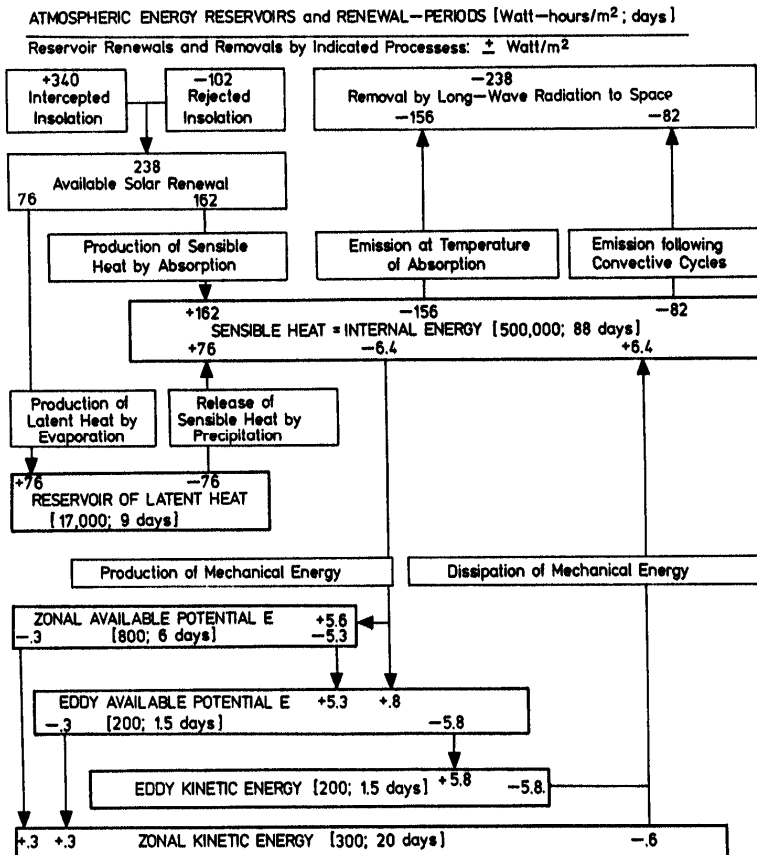 ATMOSPHERIC ENERGY RESERVOIRS and RENEWAL–PERIODS [Watt–hours/m²; days]
Reservoir Renewals and Removals by Indicated Processess: ± Watt/m²
+340
Intercepted
Insolation
–102
Rejected
Insolation
–238
Removal by Long–Wave Radiation to Space
–156 –82
238
Available Solar Renewal
76 162
Production of Sensible
Heat by Absorption
Emission at Temperature
of Absorption
Emission following
Convective Cycles
+162 –156 –82
SENSIBLE HEAT = INTERNAL ENERGY [500,000; 88 days]
+76 –6.4 +6.4
Production of
Latent Heat by
Evaporation
Release of
Sensible Heat by
Precipitation
+76 –76
RESERVOIR OF LATENT HEAT
[17,000; 9 days]
Production of Mechanical Energy
Dissipation of Mechanical Energy
ZONAL AVAILABLE POTENTIAL E +5.6
–.3 [800; 6 days] –5.3
EDDY AVAILABLE POTENTIAL E +5.3 +.8
–.3 [200; 1.5 days] –5.8
EDDY KINETIC ENERGY [200; 1.5 days] +5.8 –5.8.
+.3 +.3 ZONAL KINETIC ENERGY [300; 20 days] –.6